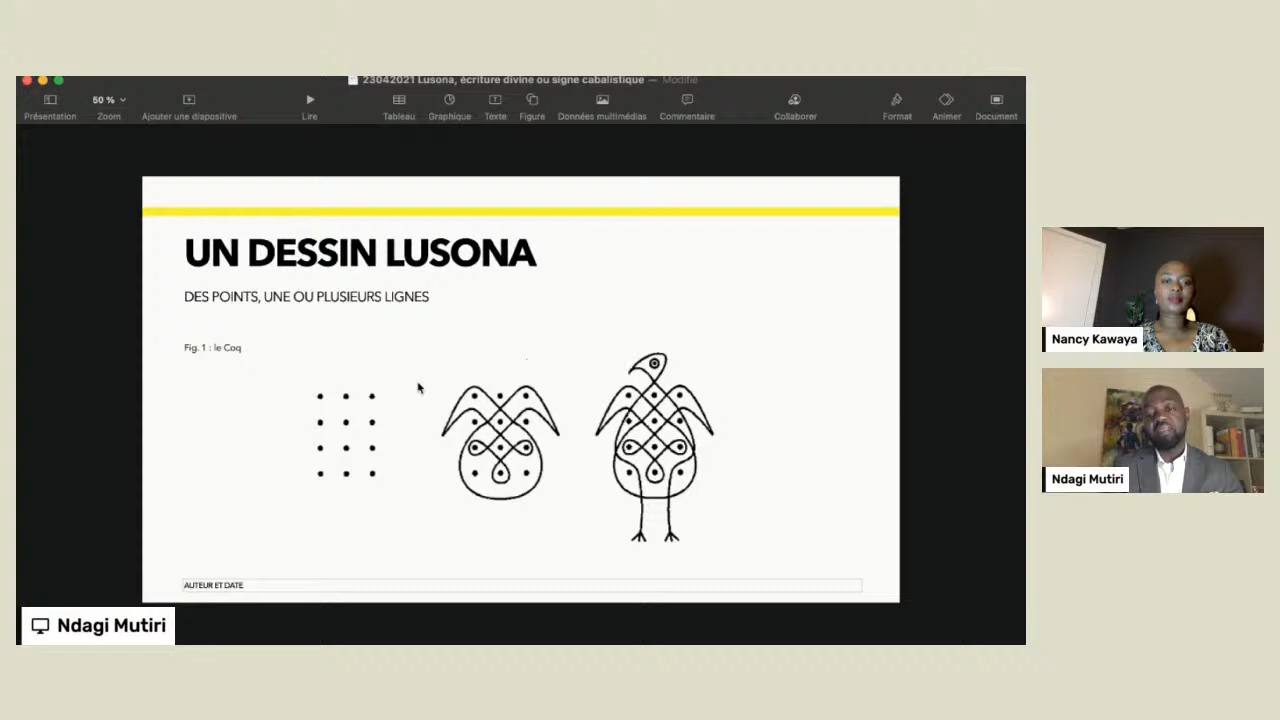 23042021 Lusona, écriture divine ou signe cabalistique — Modifié
50 %
Présentation Zoom Ajouter une diapositive Lire Tableau Graphique Texte Figure Données multimédias Commentaire Collaborer Format Animer Document
UN DESSIN LUSONA
DES POINTS, UNE OU PLUSIEURS LIGNES
Fig. 1 : le Coq
AUTEUR ET DATE
Ndagi Mutiri
Nancy Kawaya
Ndagi Mutiri